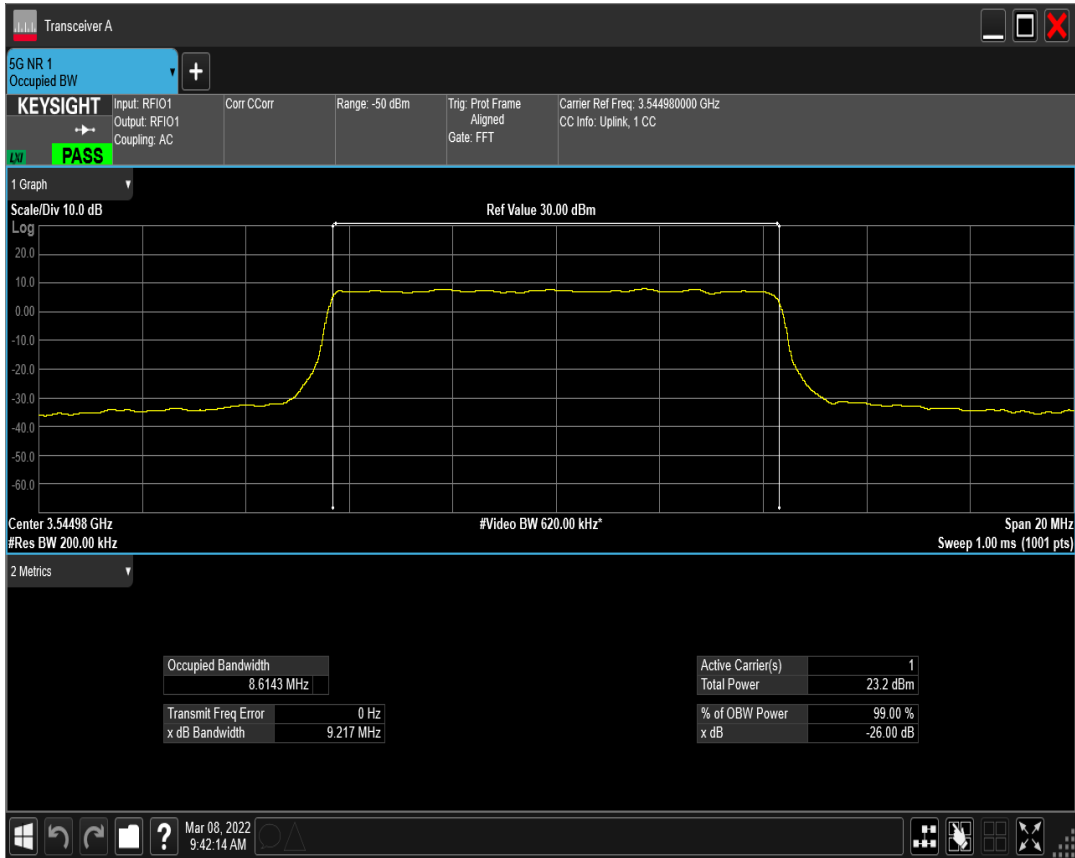 Transceiver A
5G NR 1
Occupied BW
KEYSIGHT
LXI
PASS
Input: RFIO1
Output: RFIO1
Coupling: AC
Corr CCorr
Range: -50 dBm
Trig: Prot Frame
Aligned
Gate: FFT
Carrier Ref Freq: 3.544980000 GHz
CC Info: Uplink, 1 CC
1 Graph
Scale/Div 10.0 dB
Ref Value 30.00 dBm
Log
20.0
10.0
0.00
-10.0
-20.0
-30.0
-40.0
-50.0
-60.0
Center 3.54498 GHz
#Video BW 620.00 kHz*
Span 20 MHz
#Res BW 200.00 kHz
Sweep 1.00 ms (1001 pts)
2 Metrics
Occupied Bandwidth
8.6143 MHz
Transmit Freq Error 0 Hz
x dB Bandwidth 9.217 MHz
Active Carrier(s) 1
Total Power 23.2 dBm
% of OBW Power 99.00 %
x dB -26.00 dB
Mar 08, 2022
9:42:14 AM